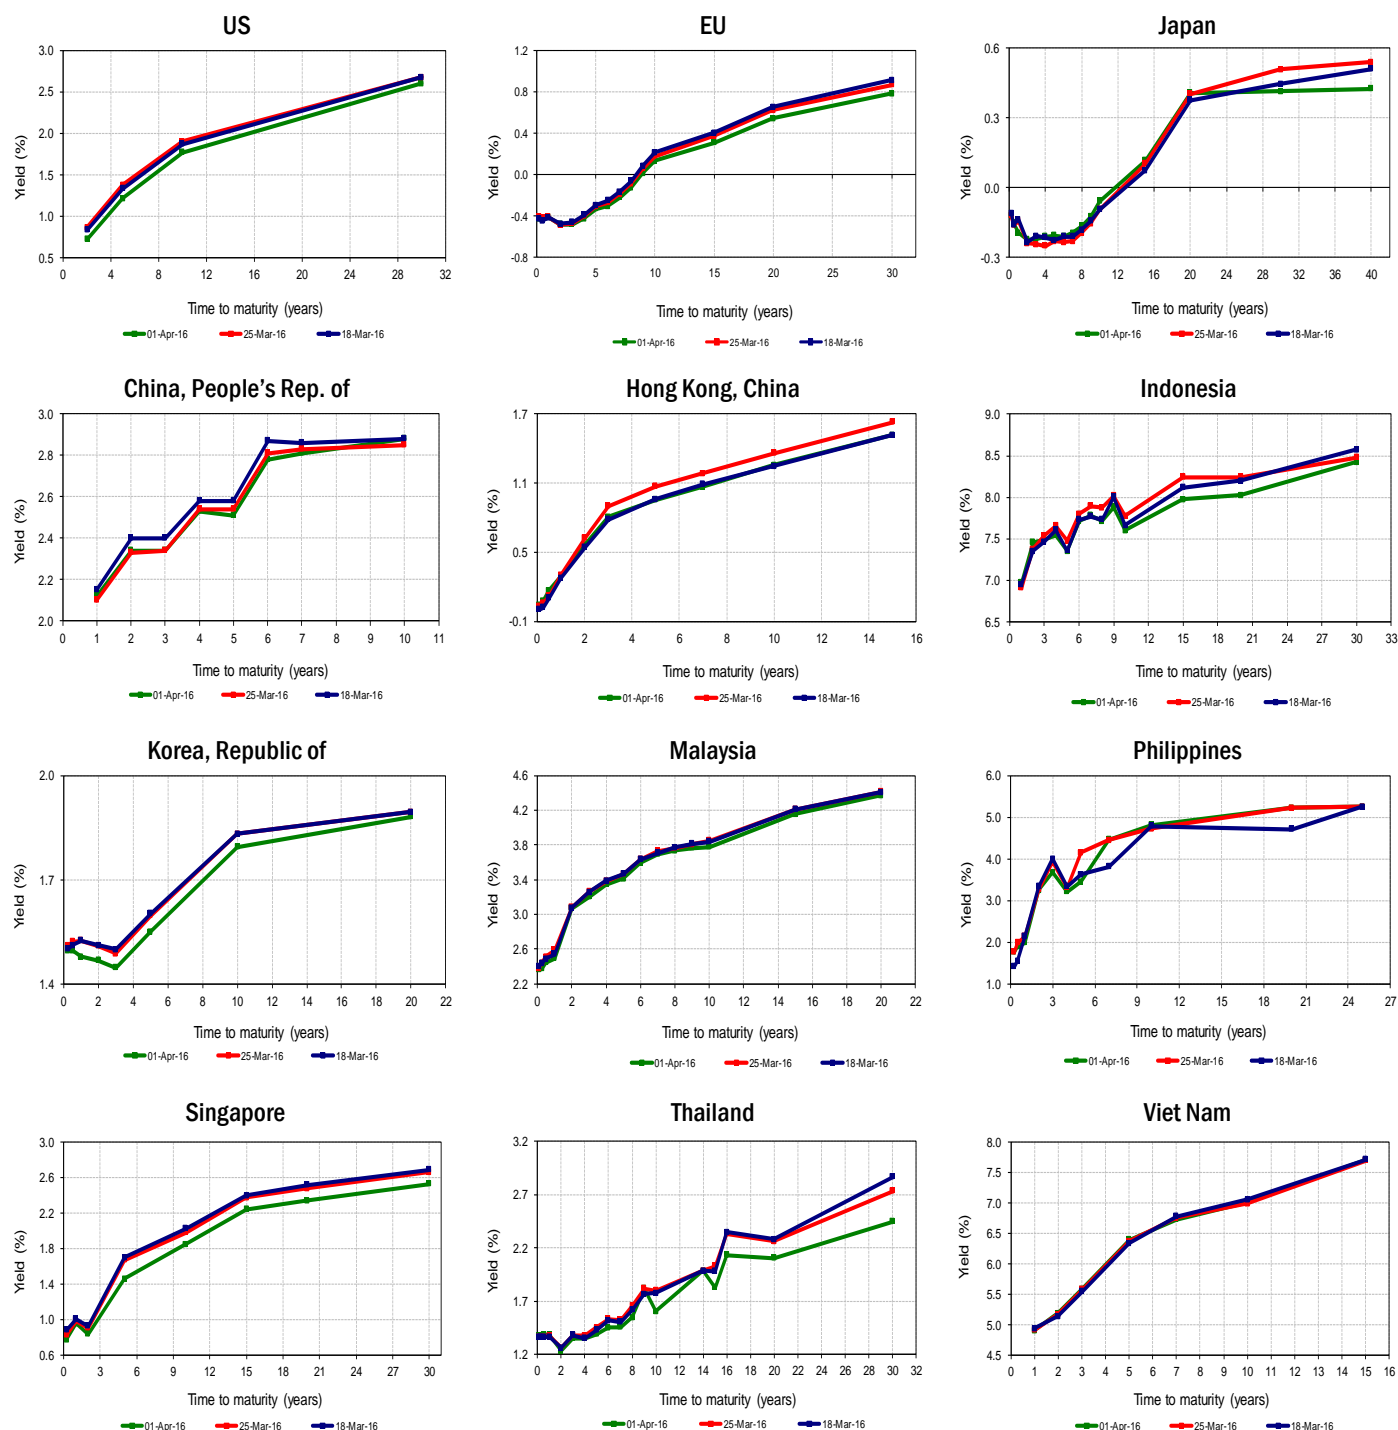 US
EU
Japan
3.0
2.5
2.0
1.5
1.0
0.5
Yield (%)
0 4 8 12 16 20 24 28 32
Time to maturity (years)
01-Apr-16 25-Mar-16 18-Mar-16
1.2
0.8
0.4
0.0
-0.4
-0.8
Yield (%)
0 5 10 15 20 25 30
Time to maturity (years)
01-Apr-16 25-Mar-16 18-Mar-16
0.6
0.3
0.0
-0.3
Yield (%)
0 4 8 12 16 20 24 28 32 36 40
Time to maturity (years)
01-Apr-16 25-Mar-16 18-Mar-16
China, People's Rep. of
Hong Kong, China
Indonesia
3.0
2.8
2.6
2.4
2.2
2.0
Yield (%)
0 1 2 3 4 5 6 7 8 9 10 11
Time to maturity (years)
01-Apr-16 25-Mar-16 18-Mar-16
1.7
1.1
0.5
-0.1
Yield (%)
0 2 4 6 8 10 12 14 16
Time to maturity (years)
01-Apr-16 25-Mar-16 18-Mar-16
9.0
8.5
8.0
7.5
7.0
6.5
Yield (%)
0 3 6 9 12 15 18 21 24 27 30 33
Time to maturity (years)
01-Apr-16 25-Mar-16 18-Mar-16
Korea, Republic of
Malaysia
Philippines
2.0
1.7
1.4
Yield (%)
0 2 4 6 8 10 12 14 16 18 20 22
Time to maturity (years)
01-Apr-16 25-Mar-16 18-Mar-16
4.6
4.2
3.8
3.4
3.0
2.6
2.2
Yield (%)
0 2 4 6 8 10 12 14 16 18 20 22
Time to maturity (years)
01-Apr-16 25-Mar-16 18-Mar-16
6.0
5.0
4.0
3.0
2.0
1.0
Yield (%)
0 3 6 9 12 15 18 21 24 27
Time to maturity (years)
01-Apr-16 25-Mar-16 18-Mar-16
Singapore
Thailand
Viet Nam
3.0
2.6
2.2
1.8
1.4
1.0
0.6
Yield (%)
0 3 6 9 12 15 18 21 24 27 30
Time to maturity (years)
01-Apr-16 25-Mar-16 18-Mar-16
3.2
2.7
2.2
1.7
1.2
Yield (%)
0 2 4 6 8 10 12 14 16 18 20 22 24 26 28 30 32
Time to maturity (years)
01-Apr-16 25-Mar-16 18-Mar-16
8.0
7.5
7.0
6.5
6.0
5.5
5.0
4.5
Yield (%)
0 1 2 3 4 5 6 7 8 9 10 11 12 13 14 15 16
Time to maturity (years)
01-Apr-16 25-Mar-16 18-Mar-16